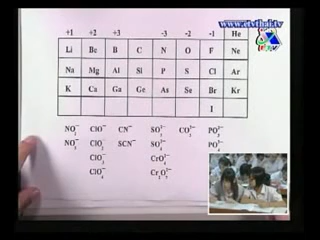 www.etvthai.tv
+1 +2 +3 -3 -2 -1 He
Li Be B C N O F Ne
Na Mg Al Si P S Cl Ar
K Ca Ga Ge As Se Br Kr
I
NO₂⁻ ClO⁻ CN⁻ SO₃²⁻ CO₃²⁻ PO₃³⁻
NO₃⁻ ClO₂⁻ SCN⁻ SO₄²⁻ PO₄³⁻
ClO₃⁻ CrO₄²⁻
ClO₄⁻ Cr₂O₇²⁻